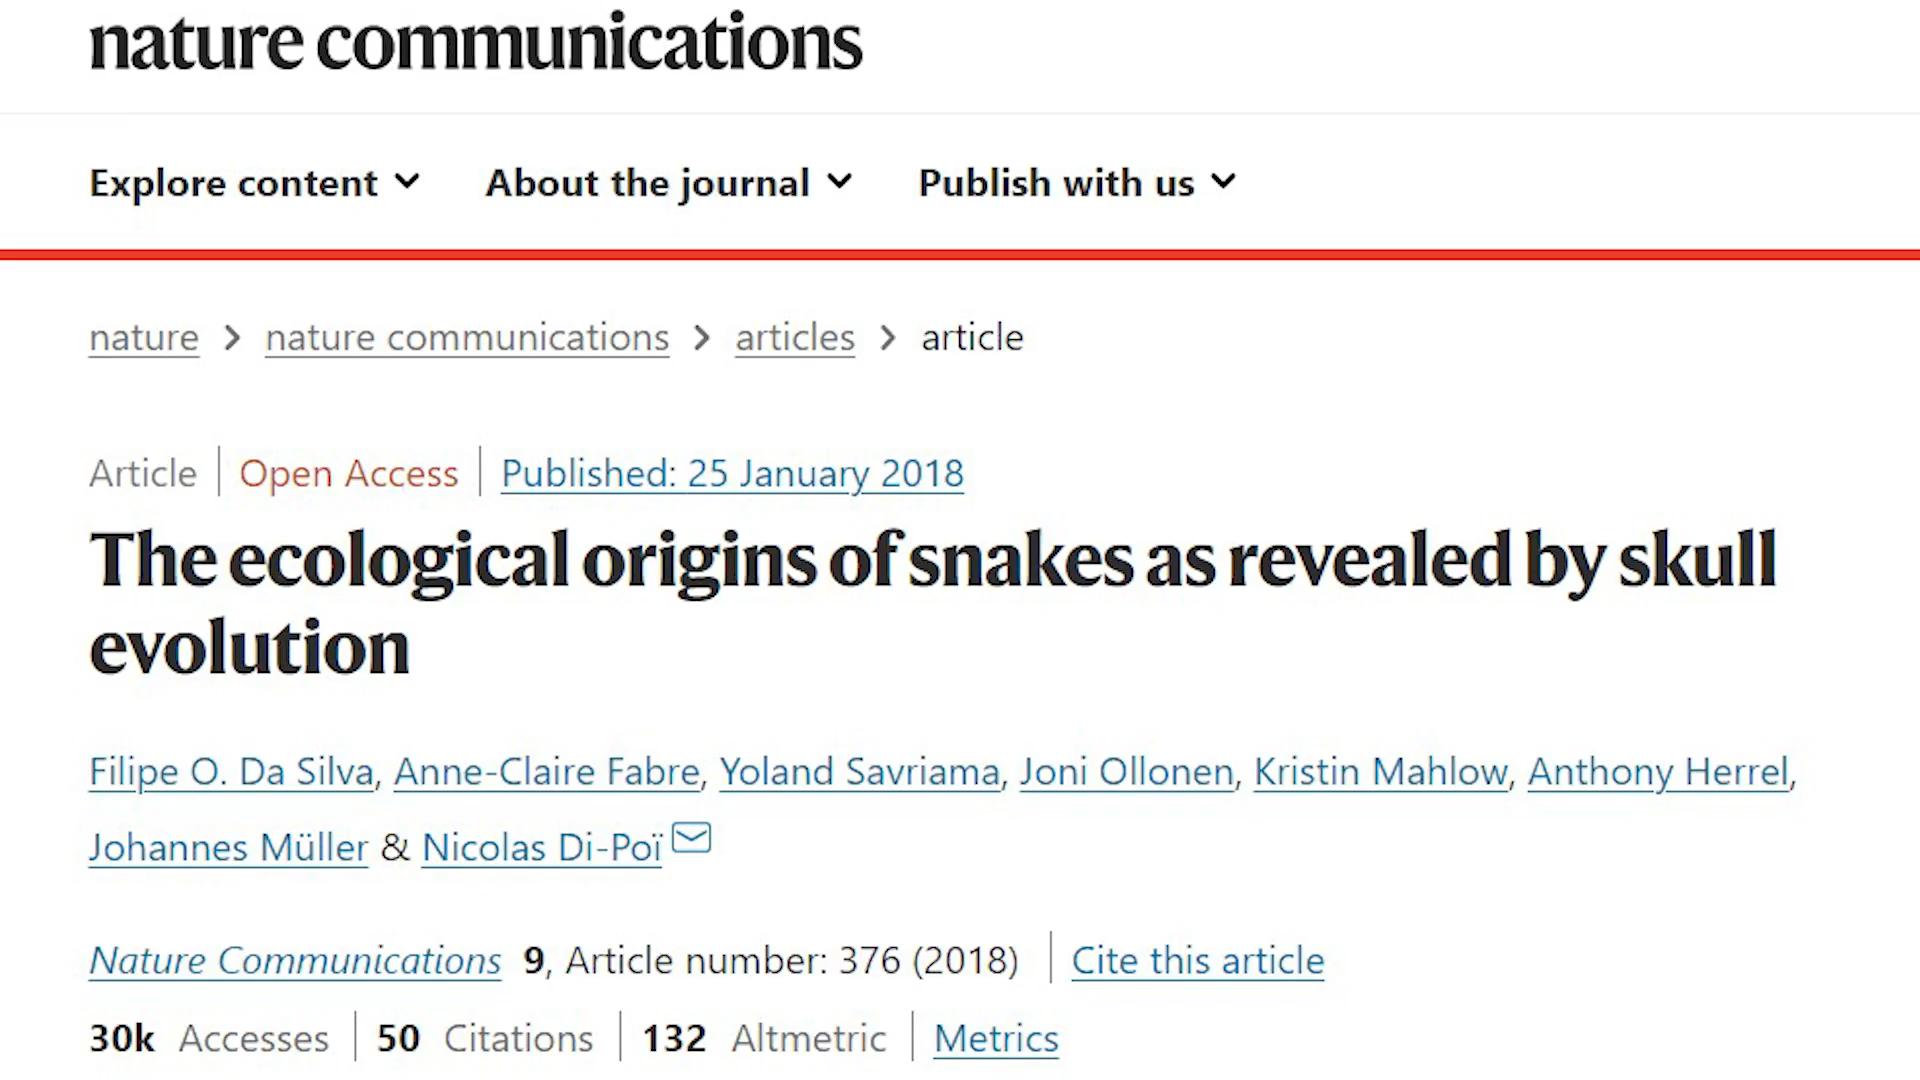 nature communications
Explore content About the journal Publish with us
nature > nature communications > articles > article
Article | Open Access | Published: 25 January 2018
The ecological origins of snakes as revealed by skull
evolution
Filipe O. Da Silva, Anne-Claire Fabre, Yoland Savriama, Joni Ollonen, Kristin Mahlow, Anthony Herrel,
Johannes Müller & Nicolas Di-Poï
Nature Communications 9, Article number: 376 (2018) | Cite this article
30k Accesses | 50 Citations | 132 Altmetric | Metrics